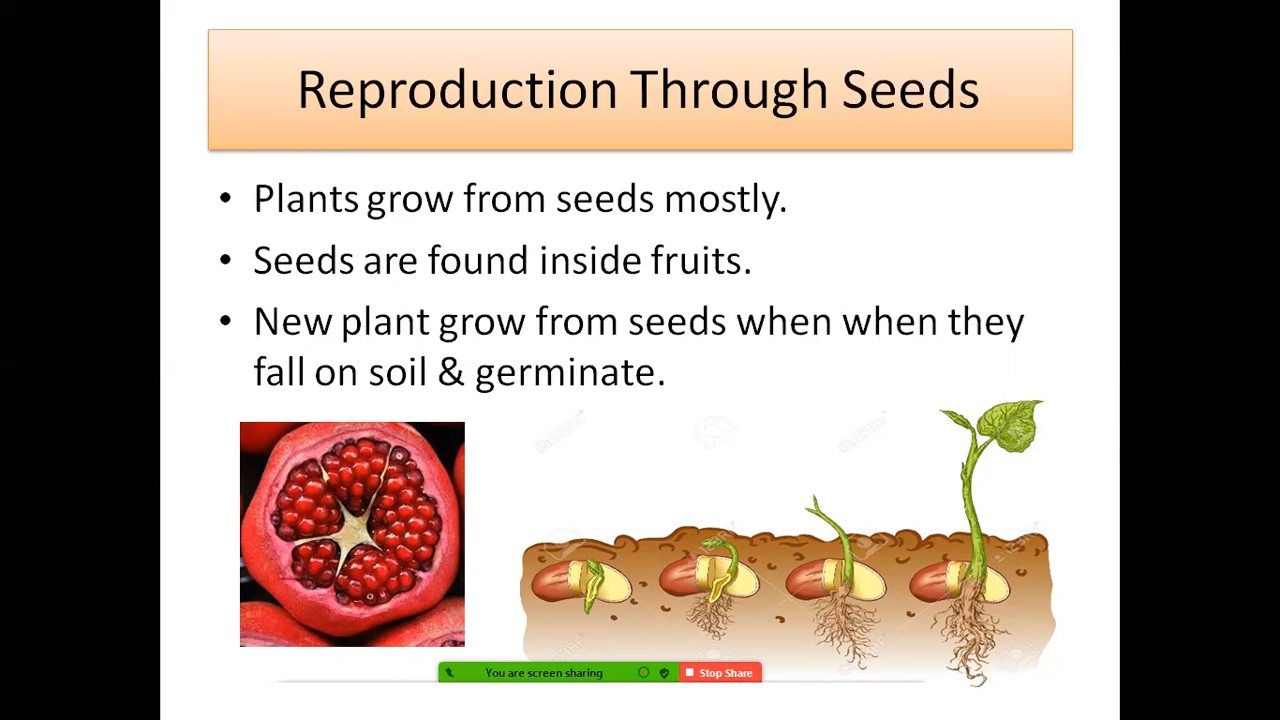 Reproduction Through Seeds
• Plants grow from seeds mostly.
• Seeds are found inside fruits.
• New plant grow from seeds when when they
fall on soil & germinate.
You are screen sharing
Stop Share